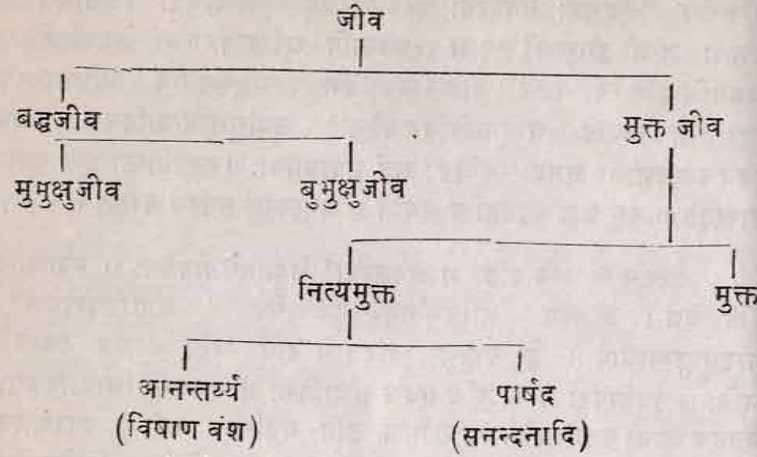 जीव
बद्धजीव मुक्त जीव
मुमुक्षुजीव बुभुक्षुजीव
नित्यमुक्त मुक्त
आनन्तर्य्य पार्षद
(विषाण वंश) (सनन्दनादि)